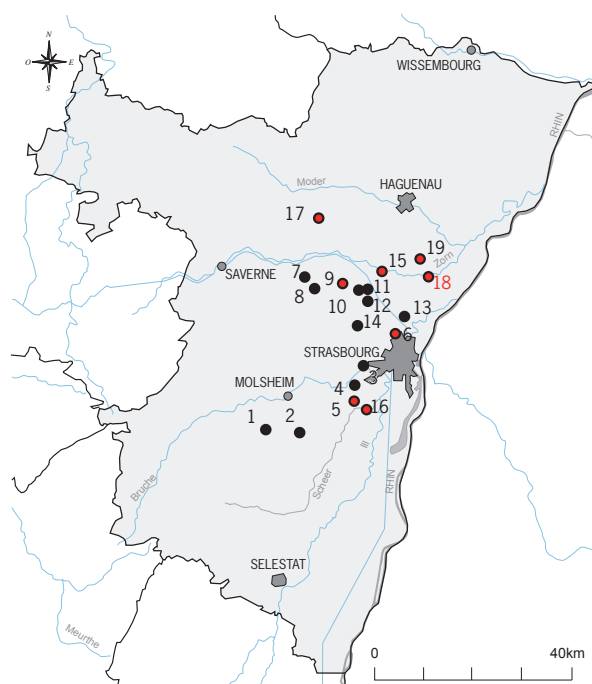 N
O E
S
WISSEMBOURG
RHIN
Moder
HAGUENAU
17
19
Zorn
15
SAVERNE
7
9
18
8
11
10
12
13
14
6
STRASBOURG
3
MOLSHEIM
4
5
16
1
2
Ill
Scheer
RHIN
Bruche
SELESTAT
Meurthe
0
40km